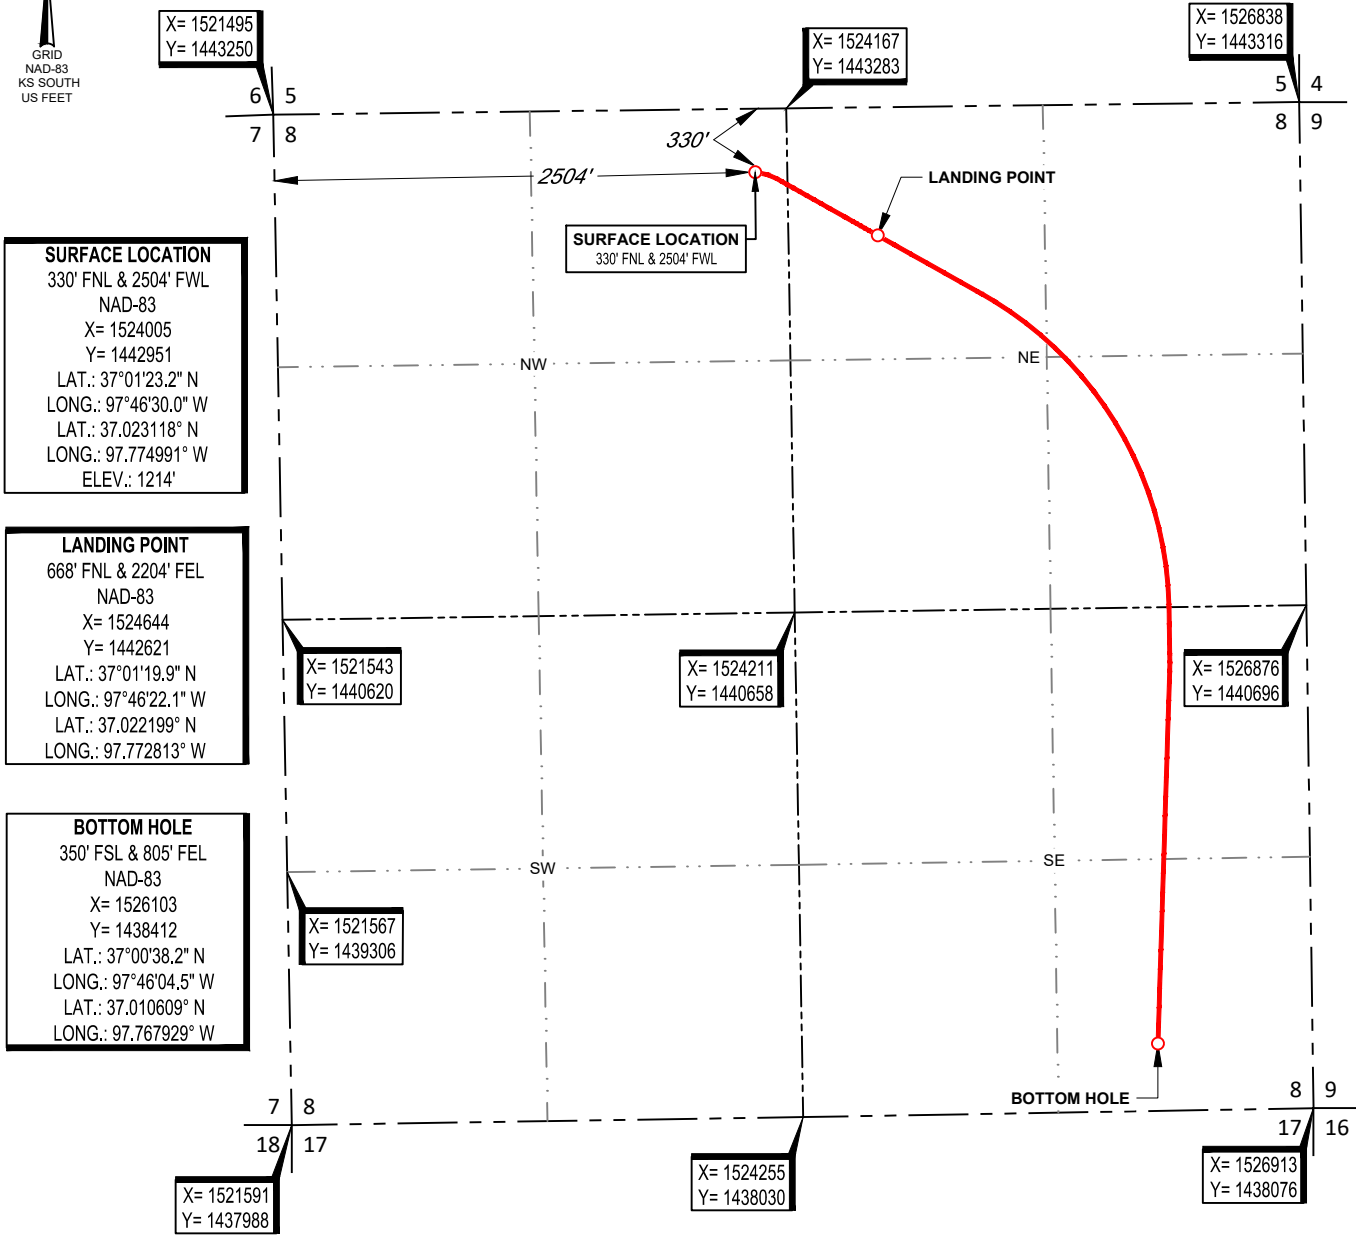 GRID
NAD-83
KS SOUTH
US FEET
X= 1521495
Y= 1443250
X= 1524167
Y= 1443283
X= 1526838
Y= 1443316
6 5
7 8
5 4
8 9
330'
2504'
LANDING POINT
SURFACE LOCATION
330' FNL & 2504' FWL
SURFACE LOCATION
330' FNL & 2504' FWL
NAD-83
X= 1524005
Y= 1442951
LAT.: 37°01'23.2" N
LONG.: 97°46'30.0" W
LAT.: 37.023118° N
LONG.: 97.774991° W
ELEV.: 1214'
NW
NE
LANDING POINT
668' FNL & 2204' FEL
NAD-83
X= 1524644
Y= 1442621
LAT.: 37°01'19.9" N
LONG.: 97°46'22.1" W
LAT.: 37.022199° N
LONG.: 97.772813° W
X= 1521543
Y= 1440620
X= 1524211
Y= 1440658
X= 1526876
Y= 1440696
BOTTOM HOLE
350' FSL & 805' FEL
NAD-83
X= 1526103
Y= 1438412
LAT.: 37°00'38.2" N
LONG.: 97°46'04.5" W
LAT.: 37.010609° N
LONG.: 97.767929° W
SW
SE
X= 1521567
Y= 1439306
BOTTOM HOLE
7 8
18 17
8 9
17 16
X= 1521591
Y= 1437988
X= 1524255
Y= 1438030
X= 1526913
Y= 1438076